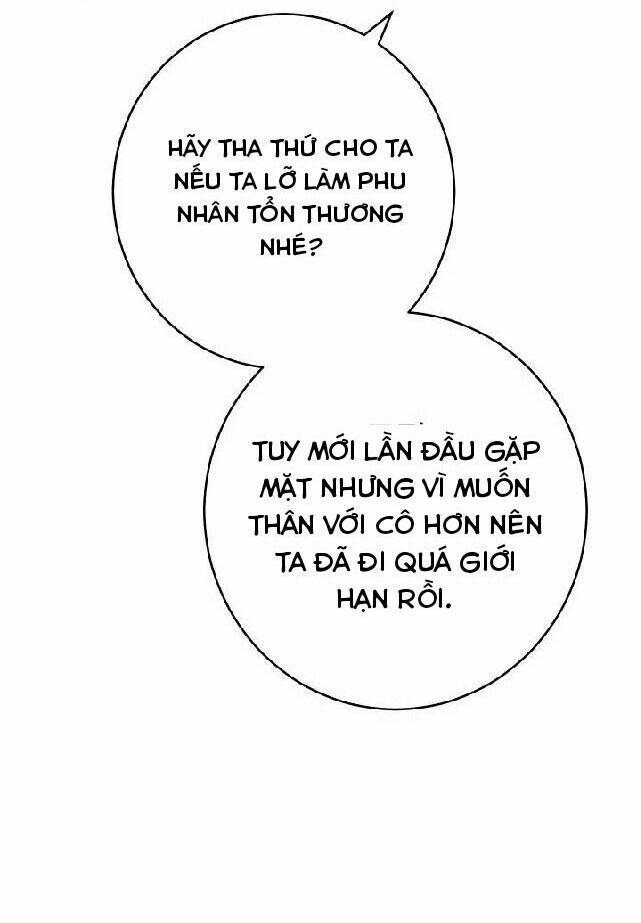 HÃY THA THỨ CHO TA
NẾU TA LỠ LÀM PHU
NHÂN TỔN THƯƠNG
NHÉ?
TUY MỚI LẦN ĐẦU GẶP
MẶT NHƯNG VÌ MUỐN
THÂN VỚI CÔ HƠN NÊN
TA ĐÃ ĐI QUÁ GIỚI
HẠN RỒI.